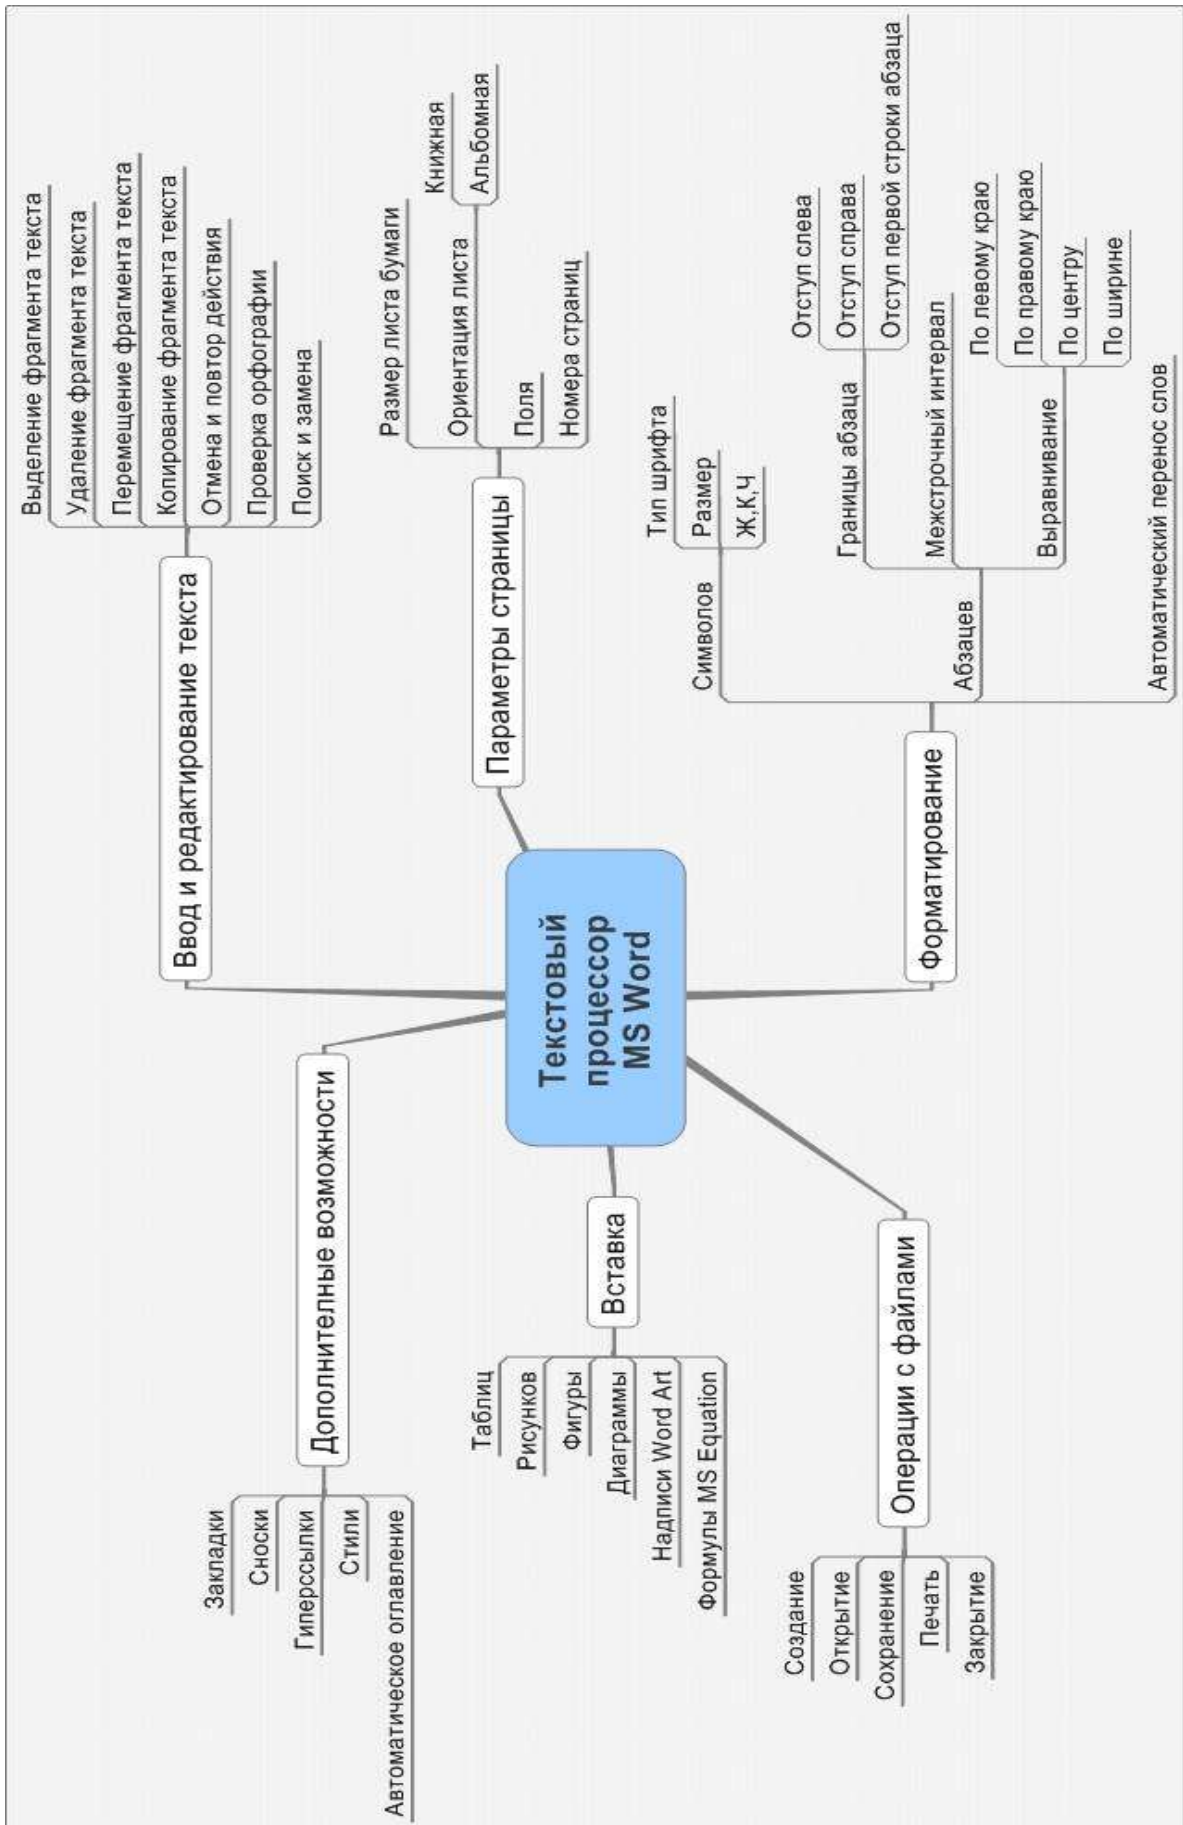 Текстовый
процессор
MS Word
Ввод и редактирование текста
Выделение фрагмента текста
Удаление фрагмента текста
Перемещение фрагмента текста
Копирование фрагмента текста
Отмена и повтор действия
Проверка орфографии
Поиск и замена
Параметры страницы
Размер листа бумаги
Ориентация листа
Книжная
Альбомная
Поля
Номера страниц
Форматирование
Символов
Тип шрифта
Размер
Ж,К,Ч
Абзацев
Границы абзаца
Отступ слева
Отступ справа
Отступ первой строки абзаца
Межстрочный интервал
Выравнивание
По левому краю
По правому краю
По центру
По ширине
Автоматический перенос слов
Дополнителные возможности
Закладки
Сноски
Гиперссылки
Стили
Автоматическое оглавление
Вставка
Таблиц
Рисунков
Фигуры
Диаграммы
Надписи Word Art
Формулы MS Equation
Операции с файлами
Создание
Открытие
Сохранение
Печать
Закрытие